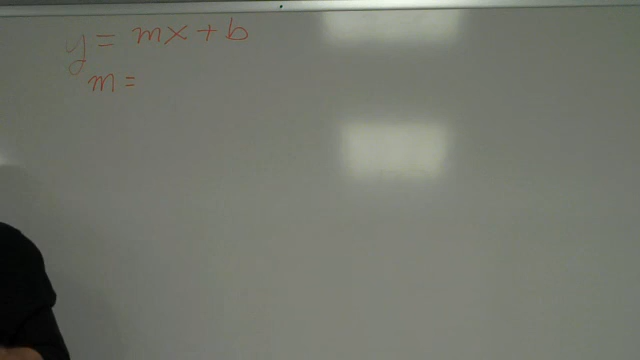 y = mx + b
m =